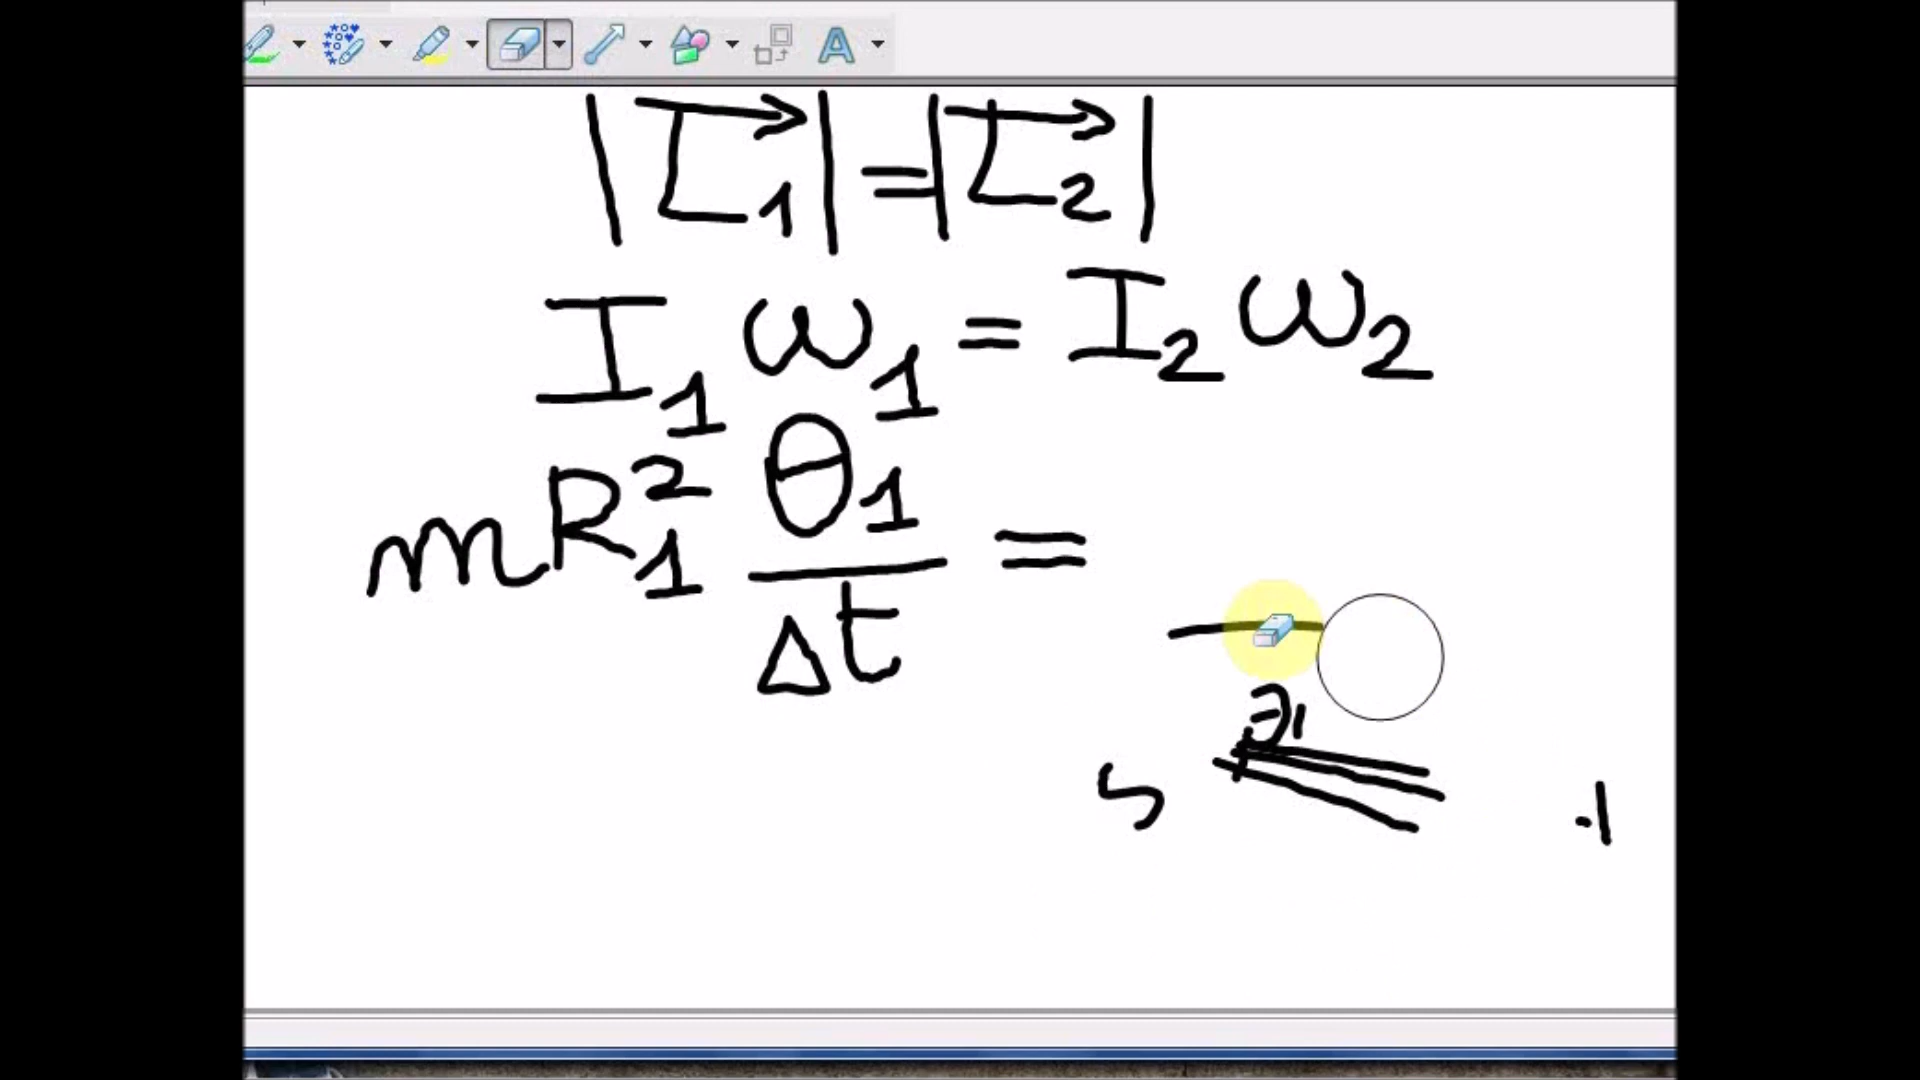 |L⃗₁| = |L⃗₂|
I₁ ω₁ = I₂ ω₂
mR₁² θ₁/Δt =